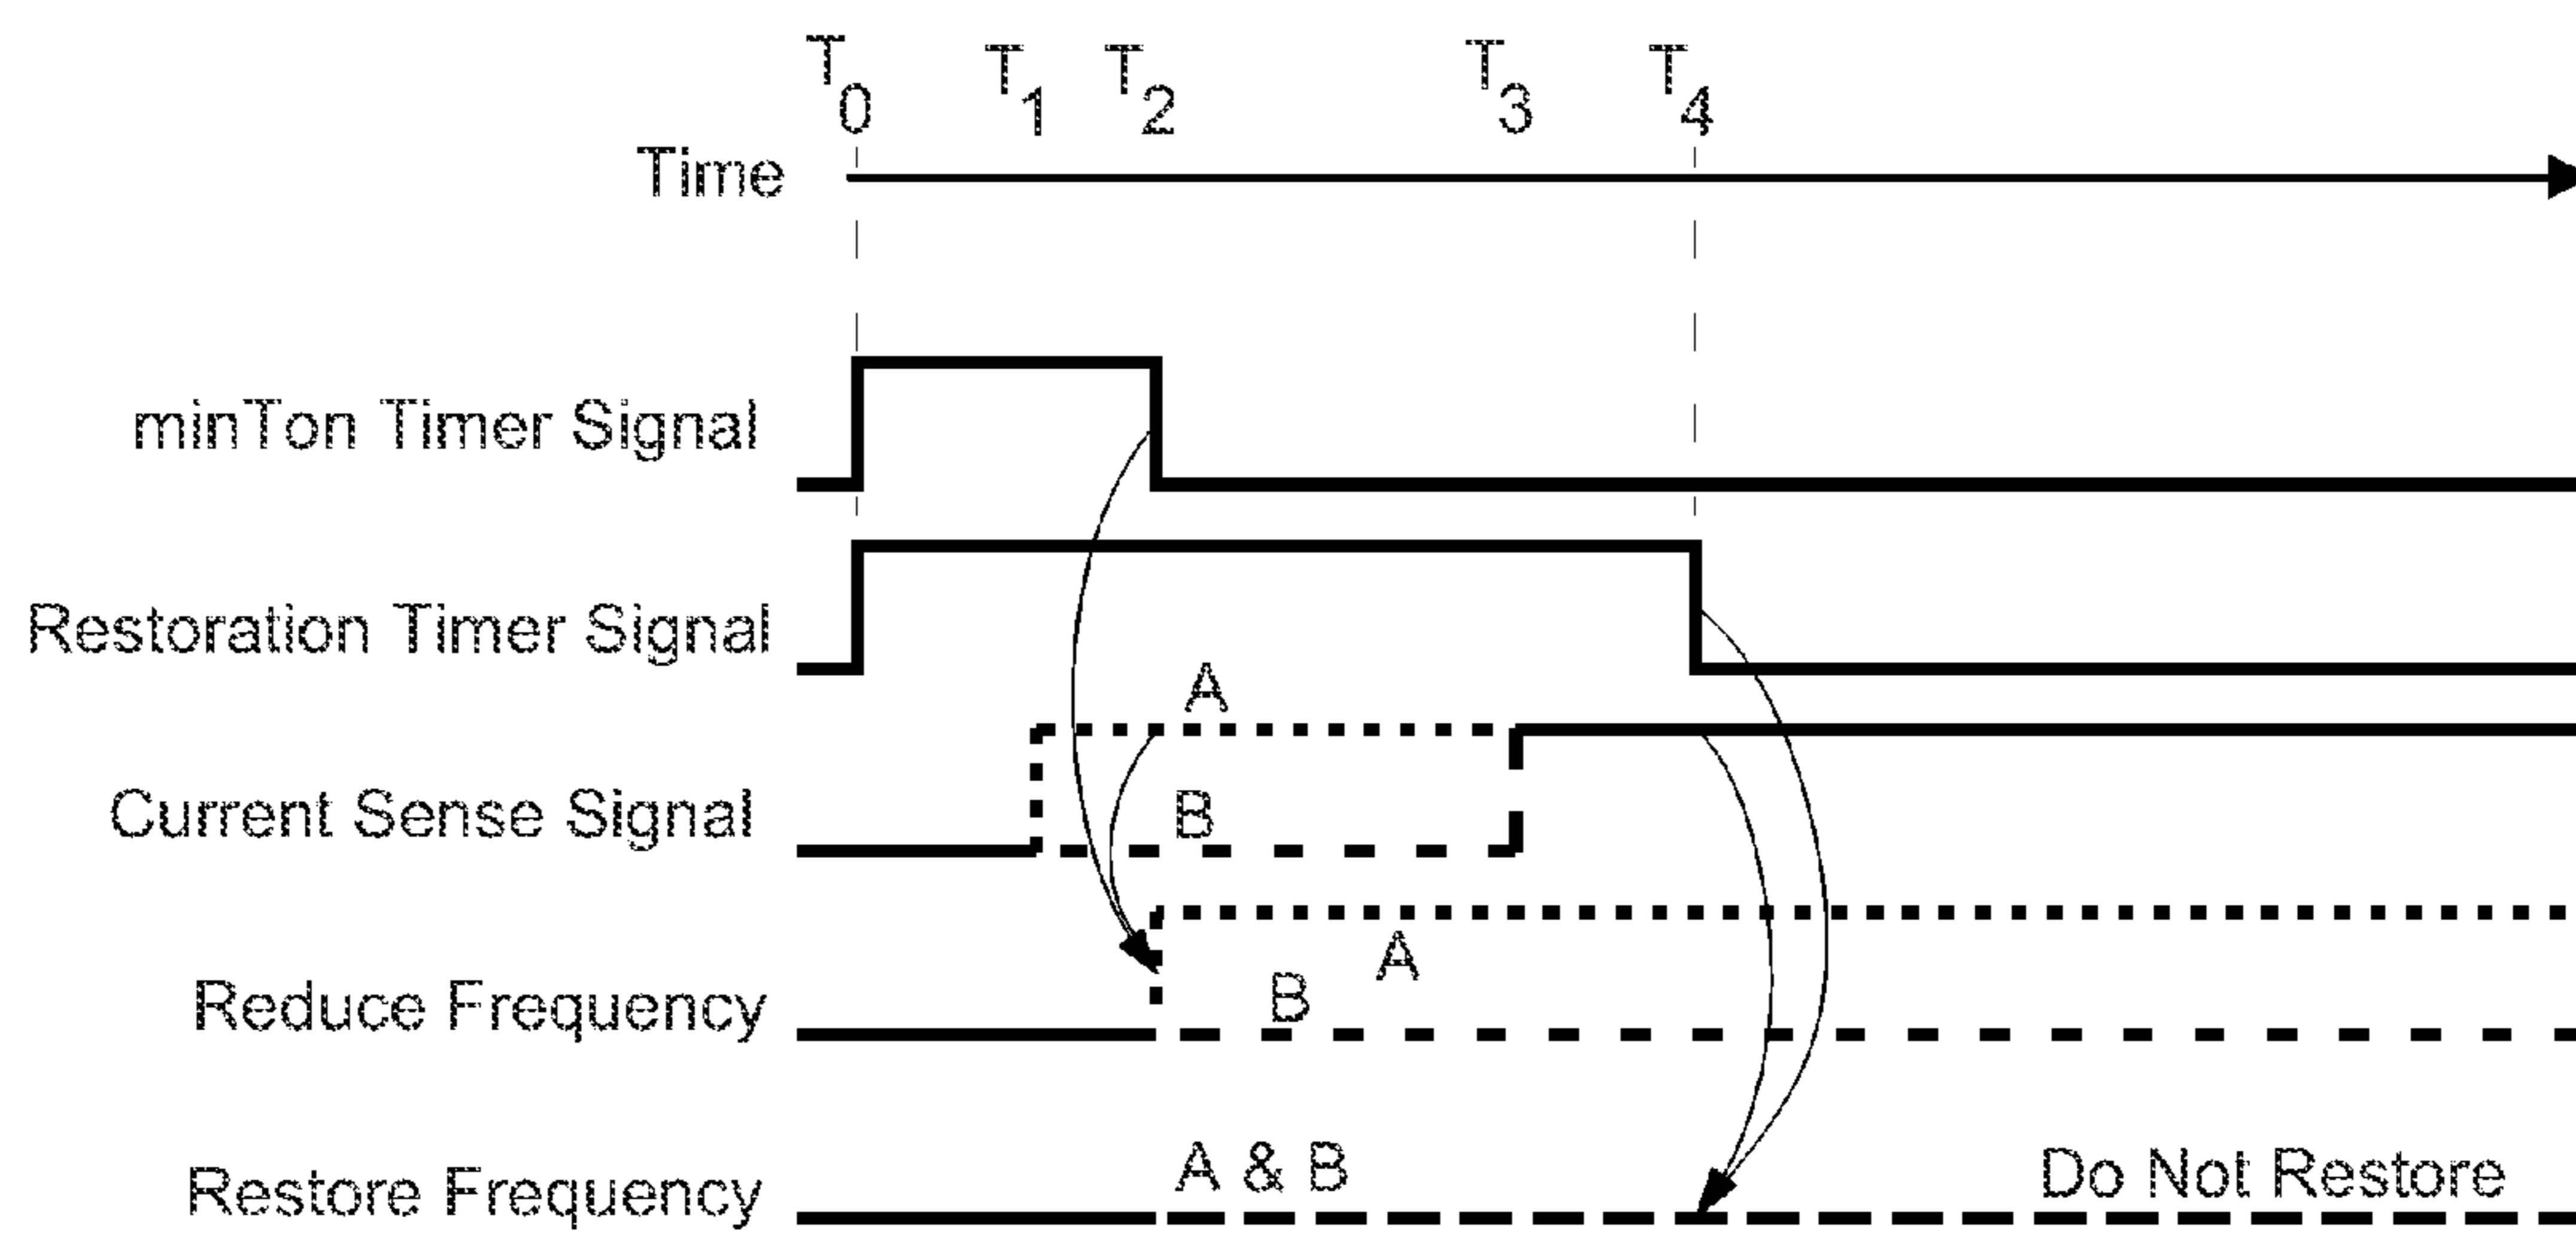 T0 T1 T2 T3 T4
Time
minTon Timer Signal
Restoration Timer Signal
A
Current Sense Signal
B
A
Reduce Frequency
B
A & B
Do Not Restore
Restore Frequency